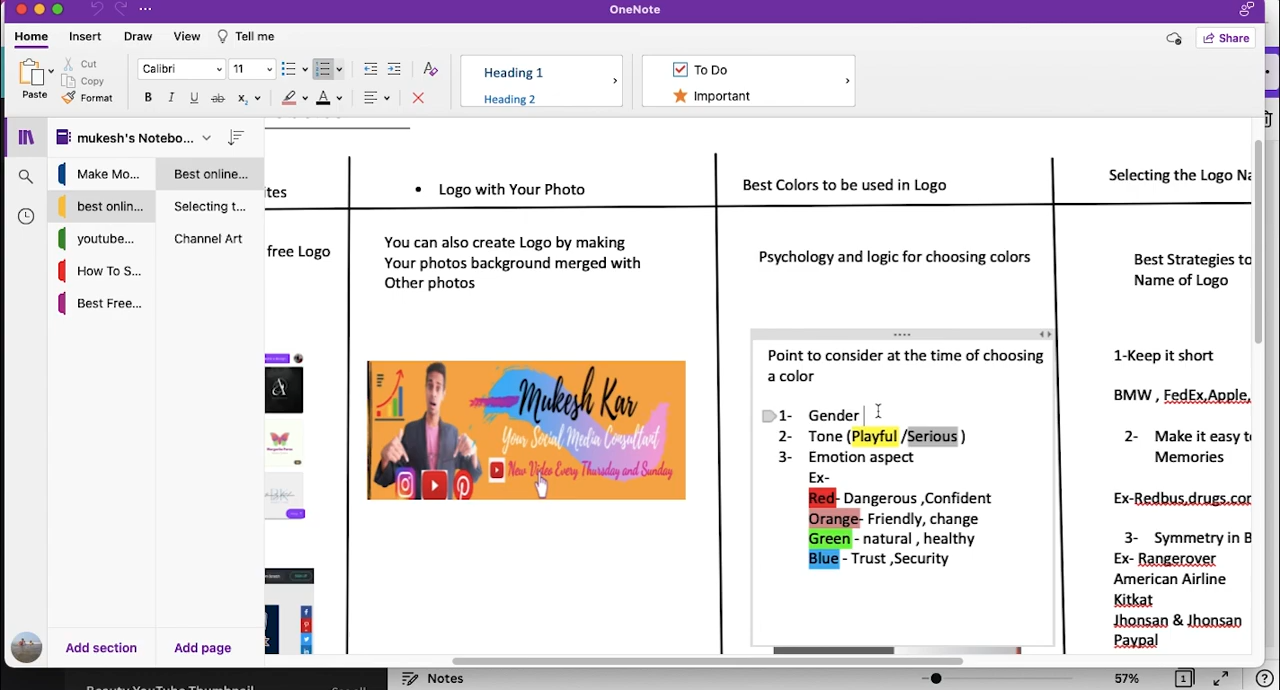 OneNote
Home Insert Draw View Tell me
Share
Paste
Cut
Copy
Format
Calibri
11
B I U ab x
Heading 1
Heading 2
To Do
Important
mukesh's Notebo...
Make Mo...
best onlin...
youtube...
How To S...
Best Free...
Add section
Best online...
Selecting t...
Channel Art
Add page
ites
free Logo
• Logo with Your Photo
You can also create Logo by making
Your photos background merged with
Other photos
Mukesh Kar
Your Social Media Consultant
New Video Every Thursday and Sunday
Best Colors to be used in Logo
Psychology and logic for choosing colors
Point to consider at the time of choosing
a color
1- Gender
2- Tone (Playful /Serious )
3- Emotion aspect
Ex-
Red- Dangerous ,Confident
Orange- Friendly, change
Green - natural , healthy
Blue - Trust ,Security
Selecting the Logo Na
Best Strategies to
Name of Logo
1-Keep it short
BMW , FedEx,Apple,
2- Make it easy t
Memories
Ex-Redbus,drugs.cor
3- Symmetry in B
Ex- Rangerover
American Airline
Kitkat
Jhonsan & Jhonsan
Paypal
Notes
57%
1